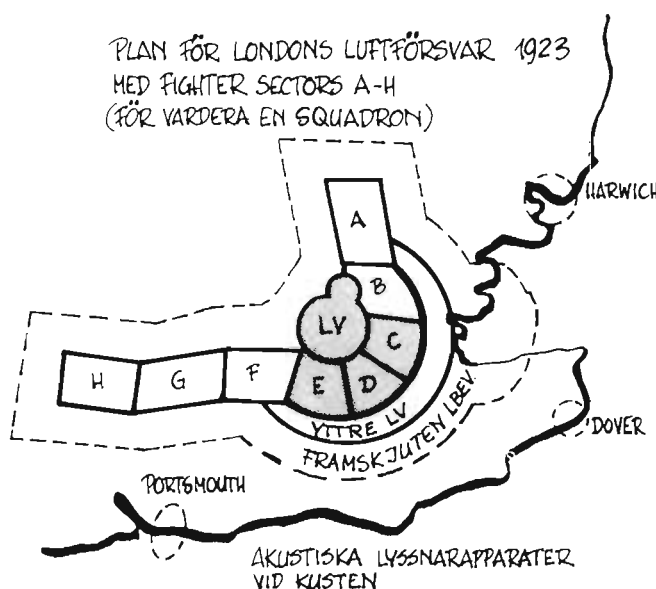 PLAN FÖR LONDONS LUFTFÖRSVAR 1923
MED FIGHTER SECTORS A-H
(FÖR VARDERA EN SQUADRON)
HARWICH
A
B
LV
C
H
G
F
E
D
YTTRE LV
FRAMSKJUTEN LBEV
DOVER
PORTSMOUTH
AKUSTISKA LYSSNARAPPARATER
VID KUSTEN